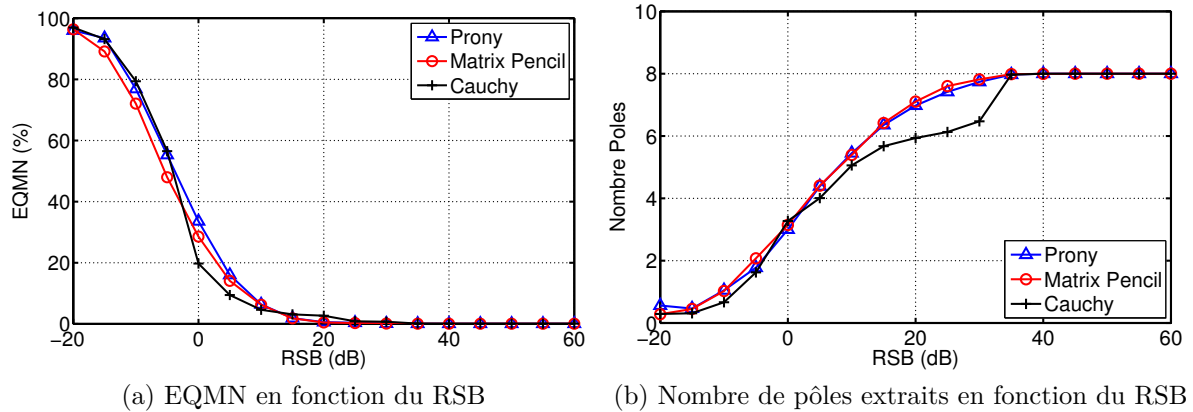 100
80
60
40
20
0
EQMN (%)
−20 0 20 40 60
RSB (dB)
Prony
Matrix Pencil
Cauchy
(a) EQMN en fonction du RSB
10
8
6
4
2
0
Nombre Poles
−20 0 20 40 60
RSB (dB)
Prony
Matrix Pencil
Cauchy
(b) Nombre de pôles extraits en fonction du RSB